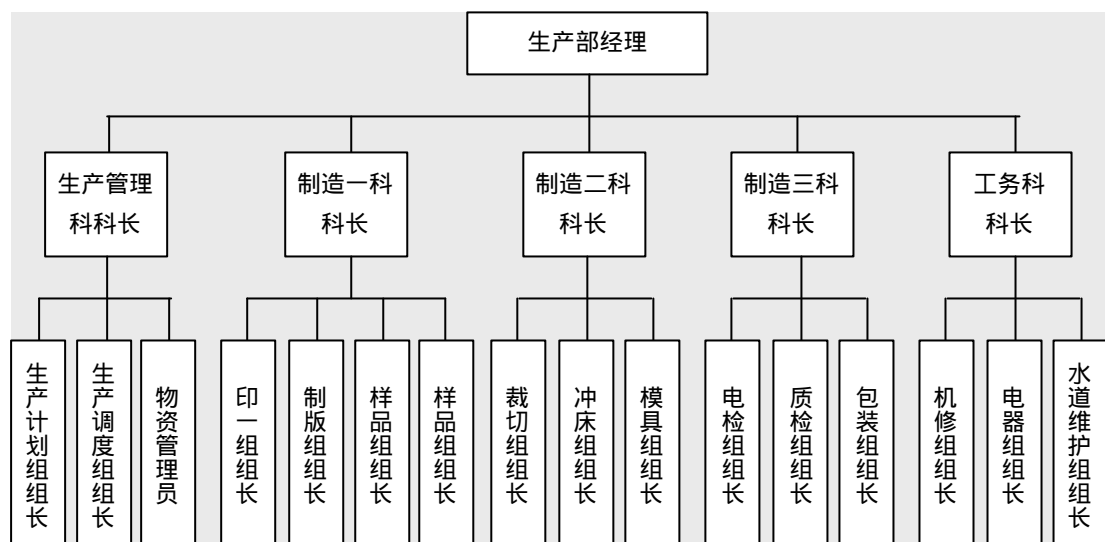 生产部经理
生产管理
科科长
制造一科
科长
制造二科
科长
制造三科
科长
工务科
科长
生产计划组组长
生产调度组组长
物资管理员
印一组组长
制版组组长
样品组组长
样品组组长
裁切组组长
冲床组组长
模具组组长
电检组组长
质检组组长
包装组组长
机修组组长
电器组组长
水道维护组组长